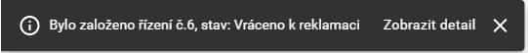 Bylo založeno řízení č.6, stav: Vráceno k reklamaci Zobrazit detail